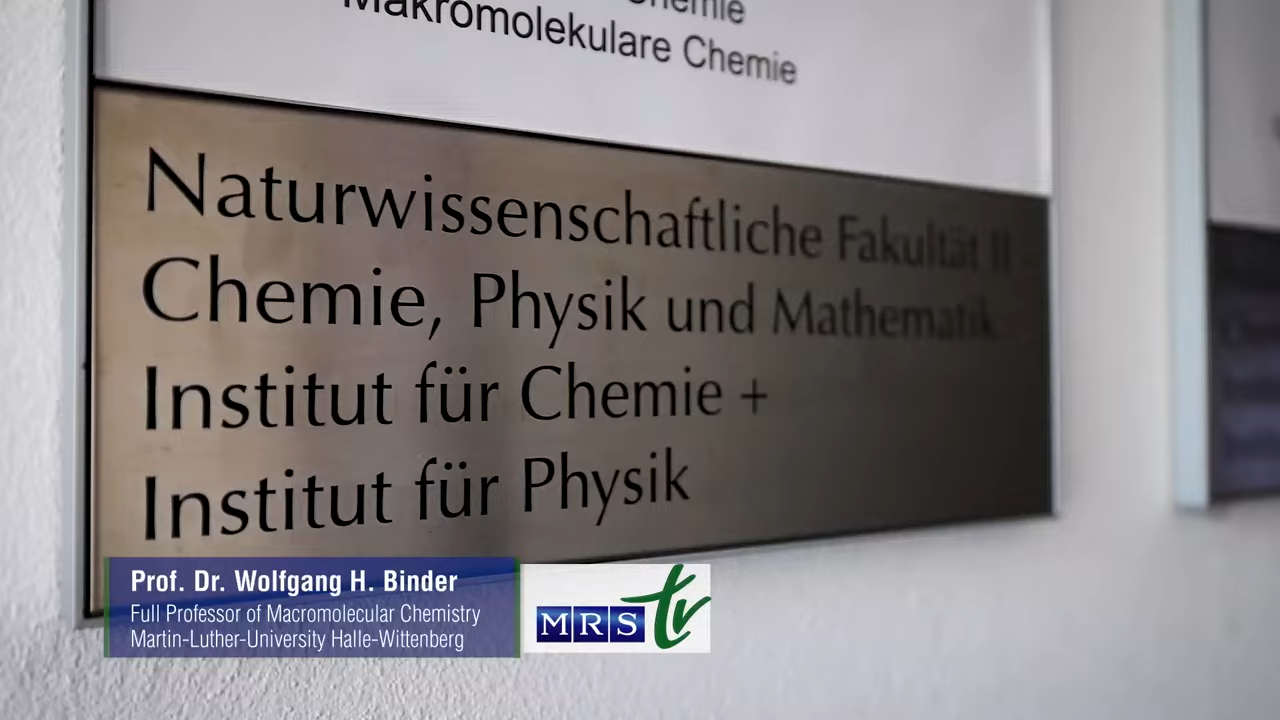 Chemie
Makromolekulare Chemie
Naturwissenschaftliche Fakultät II
Chemie, Physik und Mathematik
Institut für Chemie +
Institut für Physik
Prof. Dr. Wolfgang H. Binder
Full Professor of Macromolecular Chemistry
Martin-Luther-University Halle-Wittenberg
MRS tv